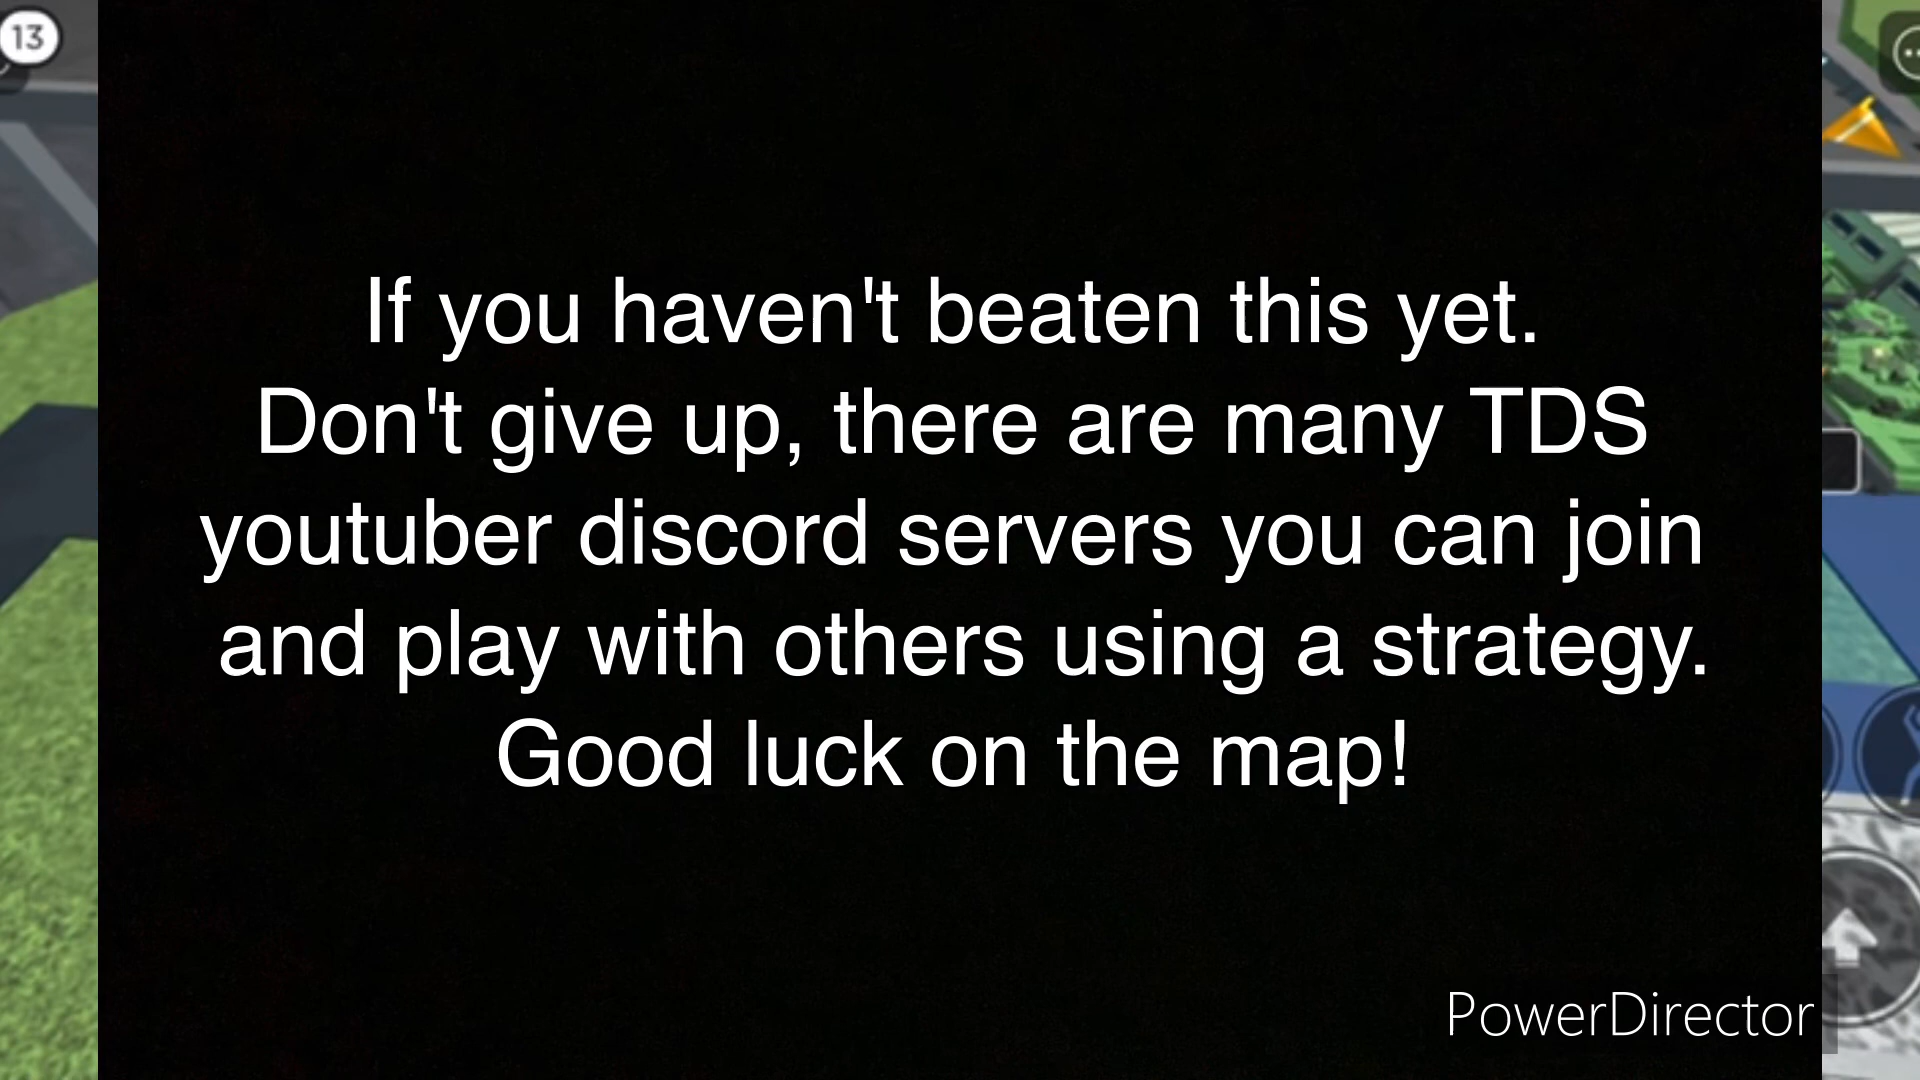 13
If you haven't beaten this yet.
Don't give up, there are many TDS
youtuber discord servers you can join
and play with others using a strategy.
Good luck on the map!
PowerDirector